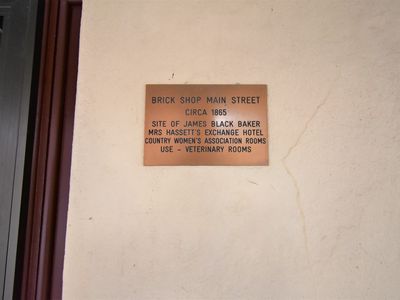 BRICK SHOP MAIN STREET
CIRCA 1865
SITE OF JAMES BLACK BAKER
MRS HASSETT'S EXCHANGE HOTEL
COUNTRY WOMEN'S ASSOCIATION ROOMS
USE - VETERINARY ROOMS